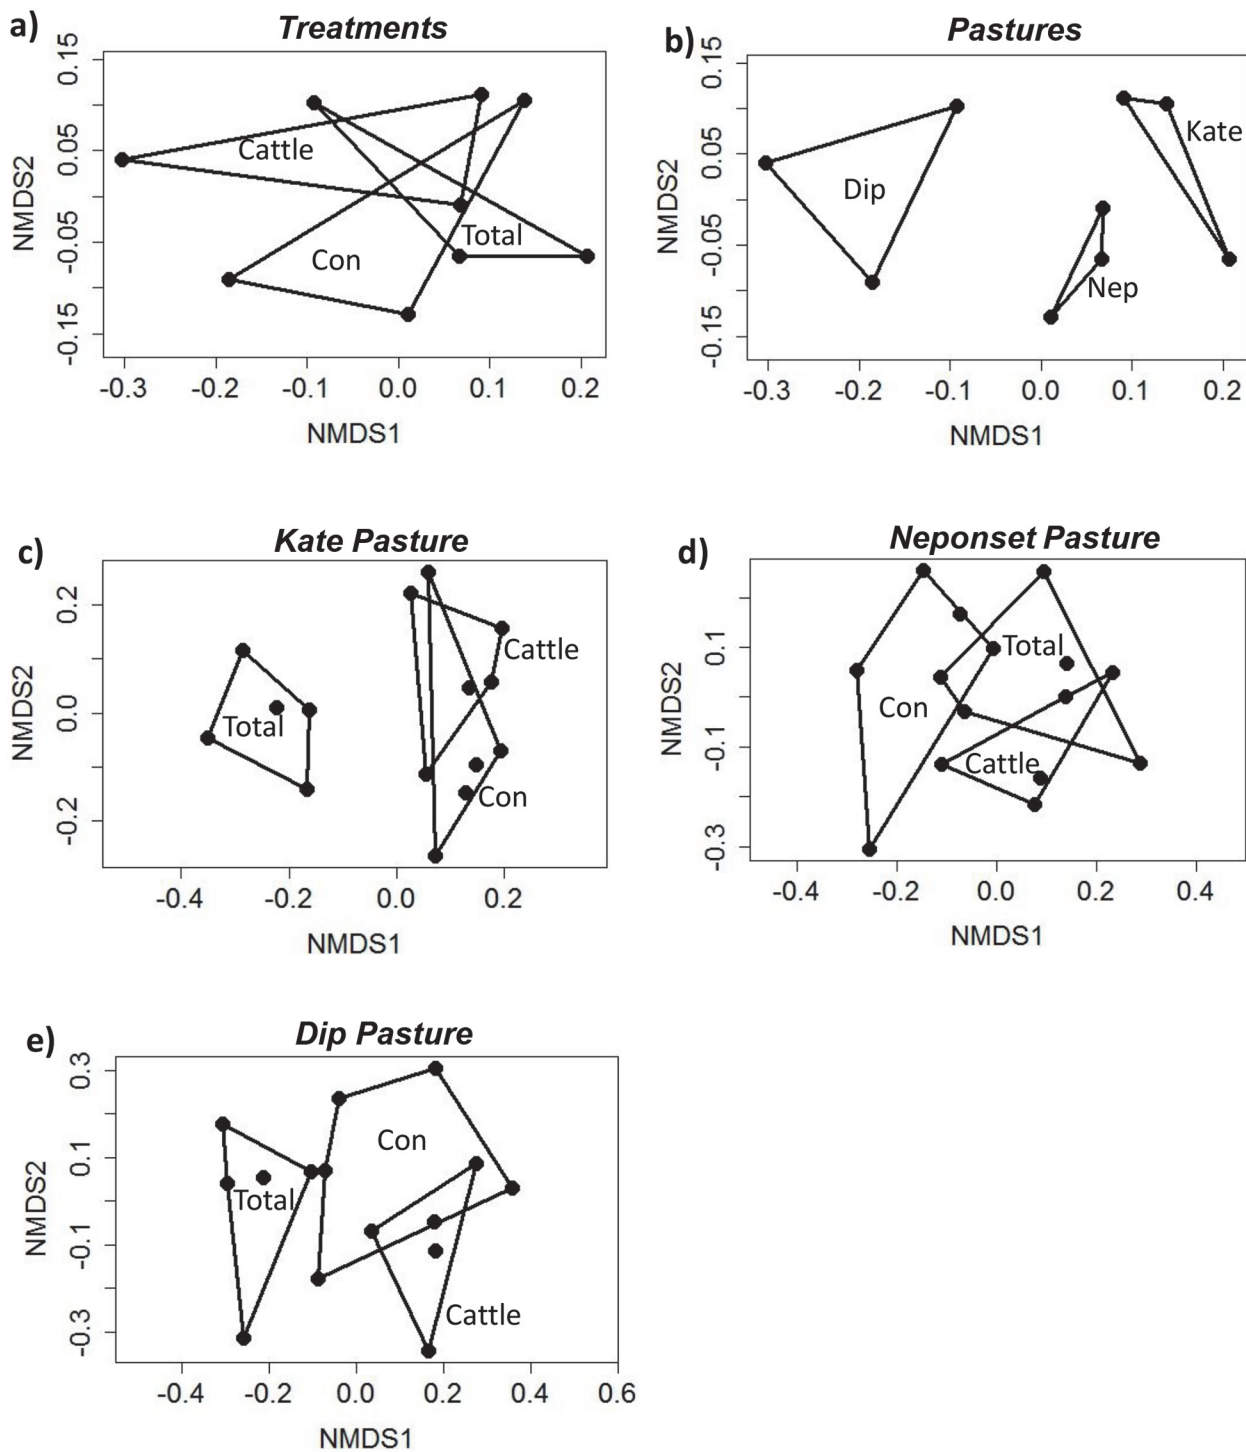 a)
Treatments
0.15
0.05
-0.05
-0.15
NMDS2
Cattle
Con
Total
-0.3 -0.2 -0.1 0.0 0.1 0.2
NMDS1
b)
Pastures
0.15
0.05
-0.05
-0.15
NMDS2
Dip
Kate
Nep
-0.3 -0.2 -0.1 0.0 0.1 0.2
NMDS1
c)
Kate Pasture
0.2
0.0
-0.2
NMDS2
Cattle
Total
Con
-0.4 -0.2 0.0 0.2
NMDS1
d)
Neponset Pasture
0.1
-0.1
-0.3
NMDS2
Total
Con
Cattle
-0.4 -0.2 0.0 0.2 0.4
NMDS1
e)
Dip Pasture
0.3
0.1
-0.1
-0.3
NMDS2
Con
Total
Cattle
-0.4 -0.2 0.0 0.2 0.4 0.6
NMDS1